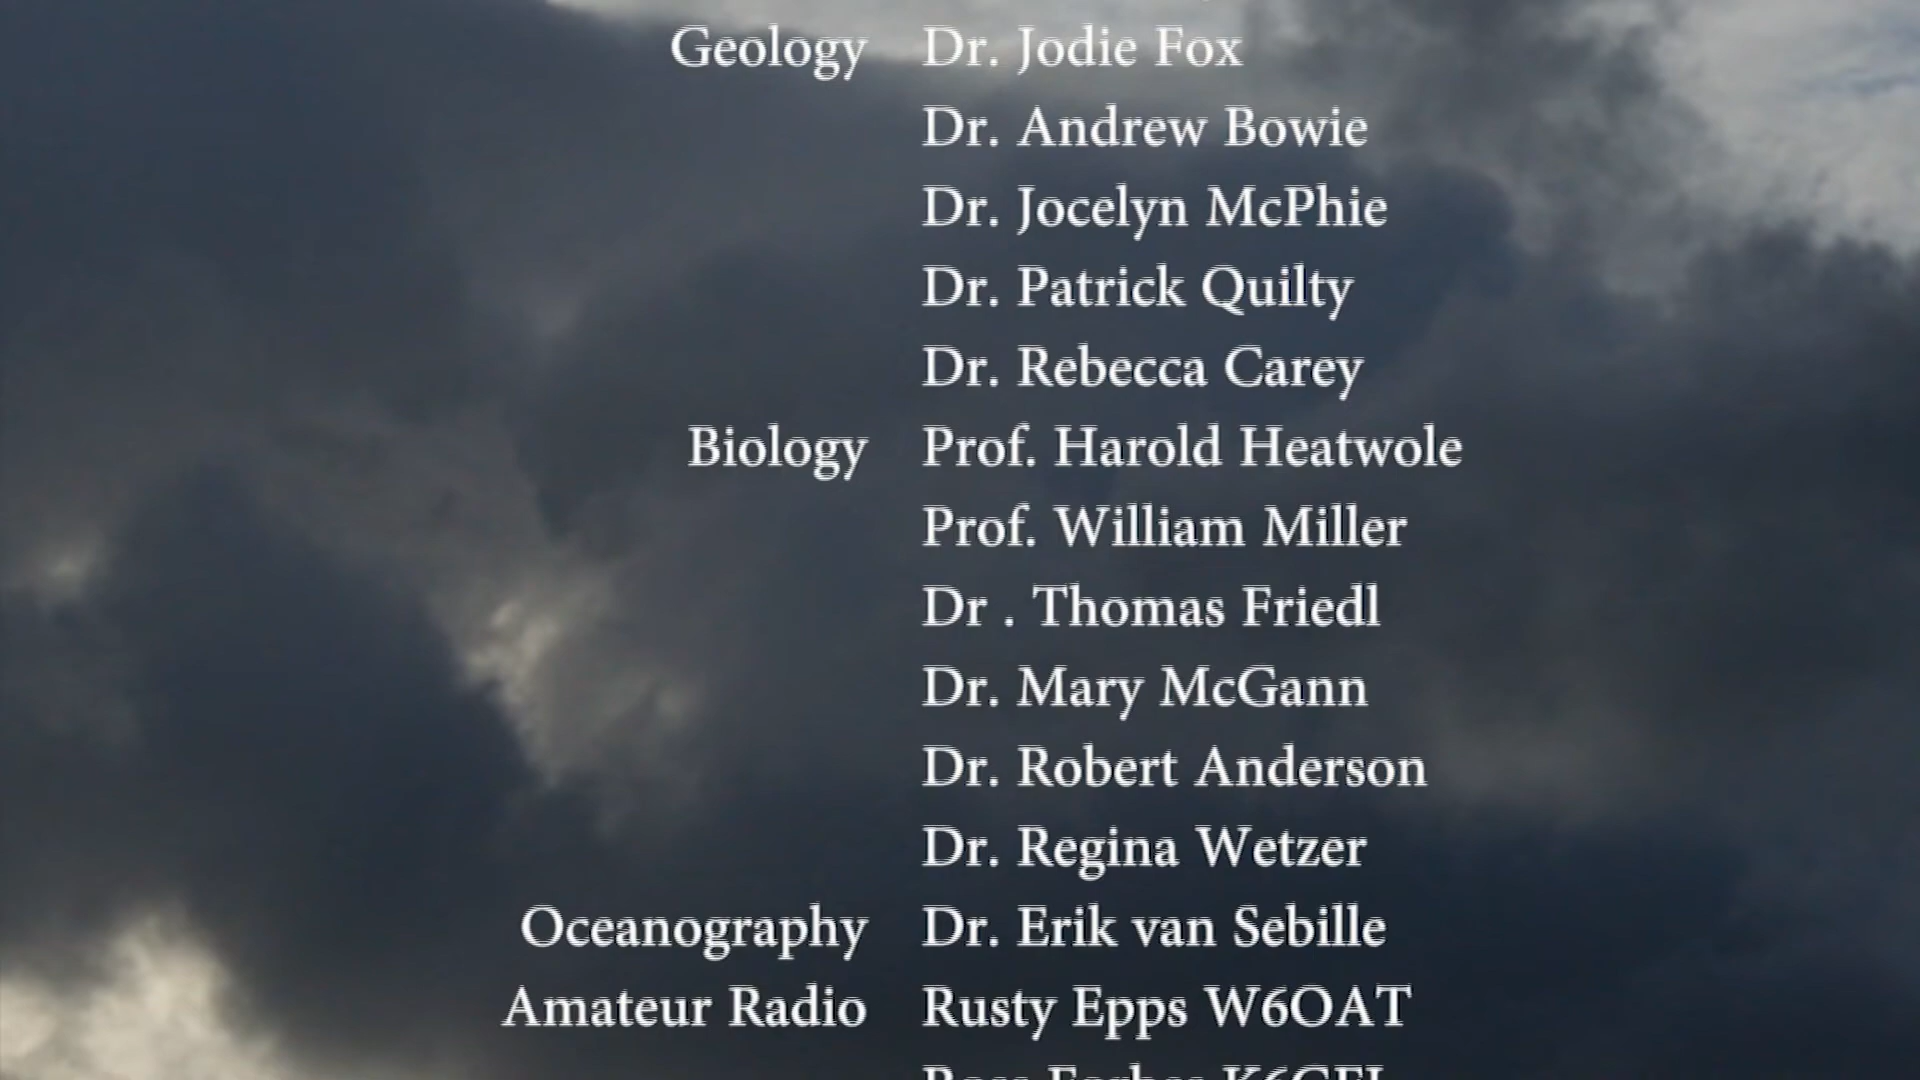 Geology Dr. Jodie Fox
Dr. Andrew Bowie
Dr. Jocelyn McPhie
Dr. Patrick Quilty
Dr. Rebecca Carey
Biology Prof. Harold Heatwole
Prof. William Miller
Dr . Thomas Friedl
Dr. Mary McGann
Dr. Robert Anderson
Dr. Regina Wetzer
Oceanography Dr. Erik van Sebille
Amateur Radio Rusty Epps W6OAT